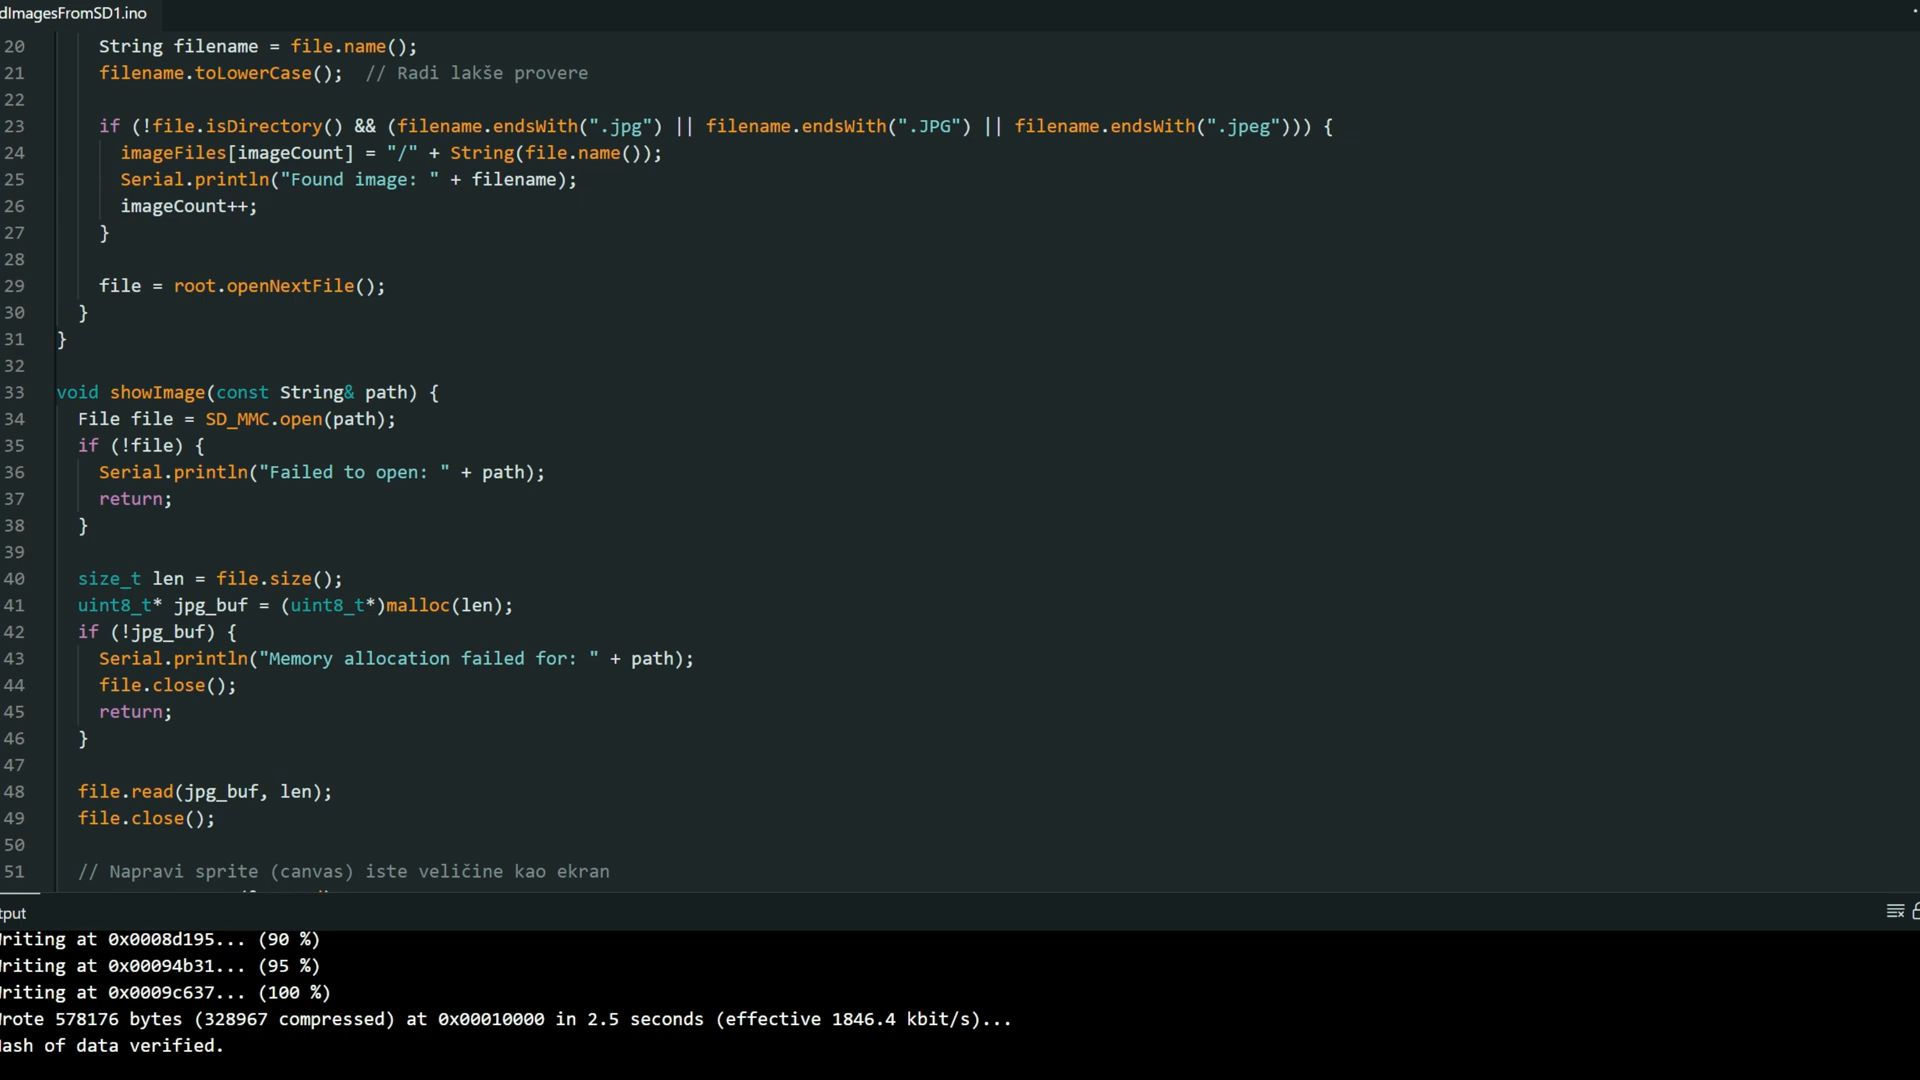 dImagesFromSD1.ino
20 String filename = file.name();
21 filename.toLowerCase();  // Radi lakše provere
22
23 if (!file.isDirectory() && (filename.endsWith(".jpg") || filename.endsWith(".JPG") || filename.endsWith(".jpeg"))) {
24 imageFiles[imageCount] = "/" + String(file.name());
25 Serial.println("Found image: " + filename);
26 imageCount++;
27 }
28
29 file = root.openNextFile();
30 }
31 }
32
33 void showImage(const String& path) {
34 File file = SD_MMC.open(path);
35 if (!file) {
36 Serial.println("Failed to open: " + path);
37 return;
38 }
39
40 size_t len = file.size();
41 uint8_t* jpg_buf = (uint8_t*)malloc(len);
42 if (!jpg_buf) {
43 Serial.println("Memory allocation failed for: " + path);
44 file.close();
45 return;
46 }
47
48 file.read(jpg_buf, len);
49 file.close();
50
51 // Napravi sprite (canvas) iste veličine kao ekran
tput
riting at 0x0008d195... (90 %)
riting at 0x00094b31... (95 %)
riting at 0x0009c637... (100 %)
rote 578176 bytes (328967 compressed) at 0x00010000 in 2.5 seconds (effective 1846.4 kbit/s)...
ash of data verified.